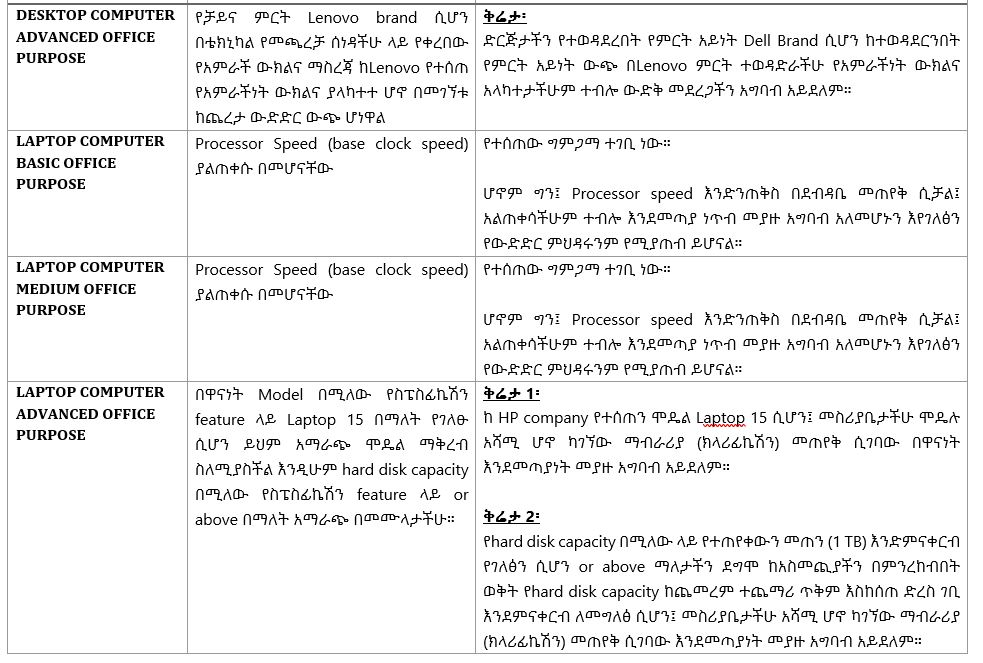 DESKTOP COMPUTER
ADVANCED OFFICE
PURPOSE
የቻይና ምርት Lenovo brand ሲሆን
በቴክኒካል የመጫረቻ ሰነዳችሁ ላይ የቀረበው
የአምራች ውክልና ማስረጃ ከLenovo የተሰጠ
የአምራችነት ውክልና ያላካተተ ሆኖ በመገኘቱ
ከጨረታ ውድድር ውጭ ሆነዋል
ቅሬታ፡
ድርጅታችን የተወዳደረበት የምርት አይነት Dell Brand ሲሆን ከተወዳደርንበት
የምርት አይነት ውጭ በLenovo ምርት ተወዳድራችሁ የአምራችነት ውክልና
አላካተታችሁም ተብሎ ውድቅ መደረጋችን አግባብ አይደለም።
LAPTOP COMPUTER
BASIC OFFICE
PURPOSE
Processor Speed (base clock speed)
ያልጠቀሱ በመሆናቸው
የተሰጠው ግምጋማ ተገቢ ነው።
ሆኖም ግን፤ Processor speed እንድንጠቅስ በደብዳቤ መጠየቅ ሲቻል፤
አልጠቀሳችሁም ተብሎ እንደመጣያ ነጥብ መያዙ አግባብ አለመሆኑን እየገለፅን
የውድድር ምህዳሩንም የሚያጠብ ይሆናል።
LAPTOP COMPUTER
MEDIUM OFFICE
PURPOSE
Processor Speed (base clock speed)
ያልጠቀሱ በመሆናቸው
የተሰጠው ግምጋማ ተገቢ ነው።
ሆኖም ግን፤ Processor speed እንድንጠቅስ በደብዳቤ መጠየቅ ሲቻል፤
አልጠቀሳችሁም ተብሎ እንደመጣያ ነጥብ መያዙ አግባብ አለመሆኑን እየገለፅን
የውድድር ምህዳሩንም የሚያጠብ ይሆናል።
LAPTOP COMPUTER
ADVANCED OFFICE
PURPOSE
በዋናነት Model በሚለው የስፔስፊኬሽን
feature ላይ Laptop 15 በማለት የገለፁ
ሲሆን ይህም አማራጭ ሞዴል ማቅረብ
ስለሚያስችል እንዲሁም hard disk capacity
በሚለው የስፔስፊኬሽን feature ላይ or
above በማለት አማራጭ በመሙላታችሁ።
ቅሬታ 1፡
ከ HP company የተሰጠን ሞዴል Laptop 15 ሲሆን፤ መስሪያቤታችሁ ሞዴሉ
አሻሚ ሆኖ ካገኘው ማብራሪያ (ክላሪፊኬሽን) መጠየቅ ሲገባው በዋናነት
እንደመጣያነት መያዙ አግባብ አይደለም።
ቅሬታ 2፡
የhard disk capacity በሚለው ላይ የተጠየቀውን መጠን (1 TB) እንድምናቀርብ
የገለፅን ሲሆን or above ማለታችን ደግሞ ከአስመጪያችን በምንረከብበት
ወቅት የhard disk capacity ከጨመረም ተጨማሪ ጥቅም እስከሰጠ ድረስ ገቢ
እንደምናቀርብ ለመግለፅ ሲሆን፤ መስሪያቤታችሁ አሻሚ ሆኖ ካገኘው ማብራሪያ
(ክላሪፊኬሽን) መጠየቅ ሲገባው እንደመጣያነት መያዙ አግባብ አይደለም።